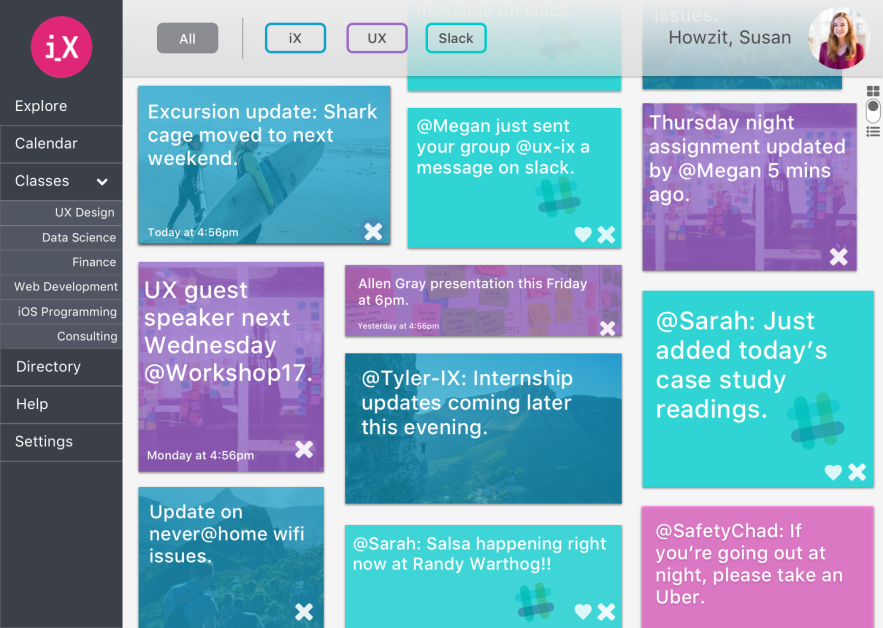 i_X
Explore
Calendar
Classes
UX Design
Data Science
Finance
Web Development
iOS Programming
Consulting
Directory
Help
Settings
All
iX
UX
Slack
Howzit, Susan
message on slack.
issues.
Excursion update: Shark
cage moved to next
weekend.
Today at 4:56pm
@Megan just sent
your group @ux-ix a
message on slack.
Thursday night
assignment updated
by @Megan 5 mins
ago.
UX guest
speaker next
Wednesday
@Workshop17.
Monday at 4:56pm
Allen Gray presentation this Friday
at 6pm.
Yesterday at 4:56pm
@Tyler-IX: Internship
updates coming later
this evening.
@Sarah: Just
added today’s
case study
readings.
Update on
never@home wifi
issues.
@Sarah: Salsa happening right
now at Randy Warthog!!
@SafetyChad: If
you’re going out at
night, please take an
Uber.